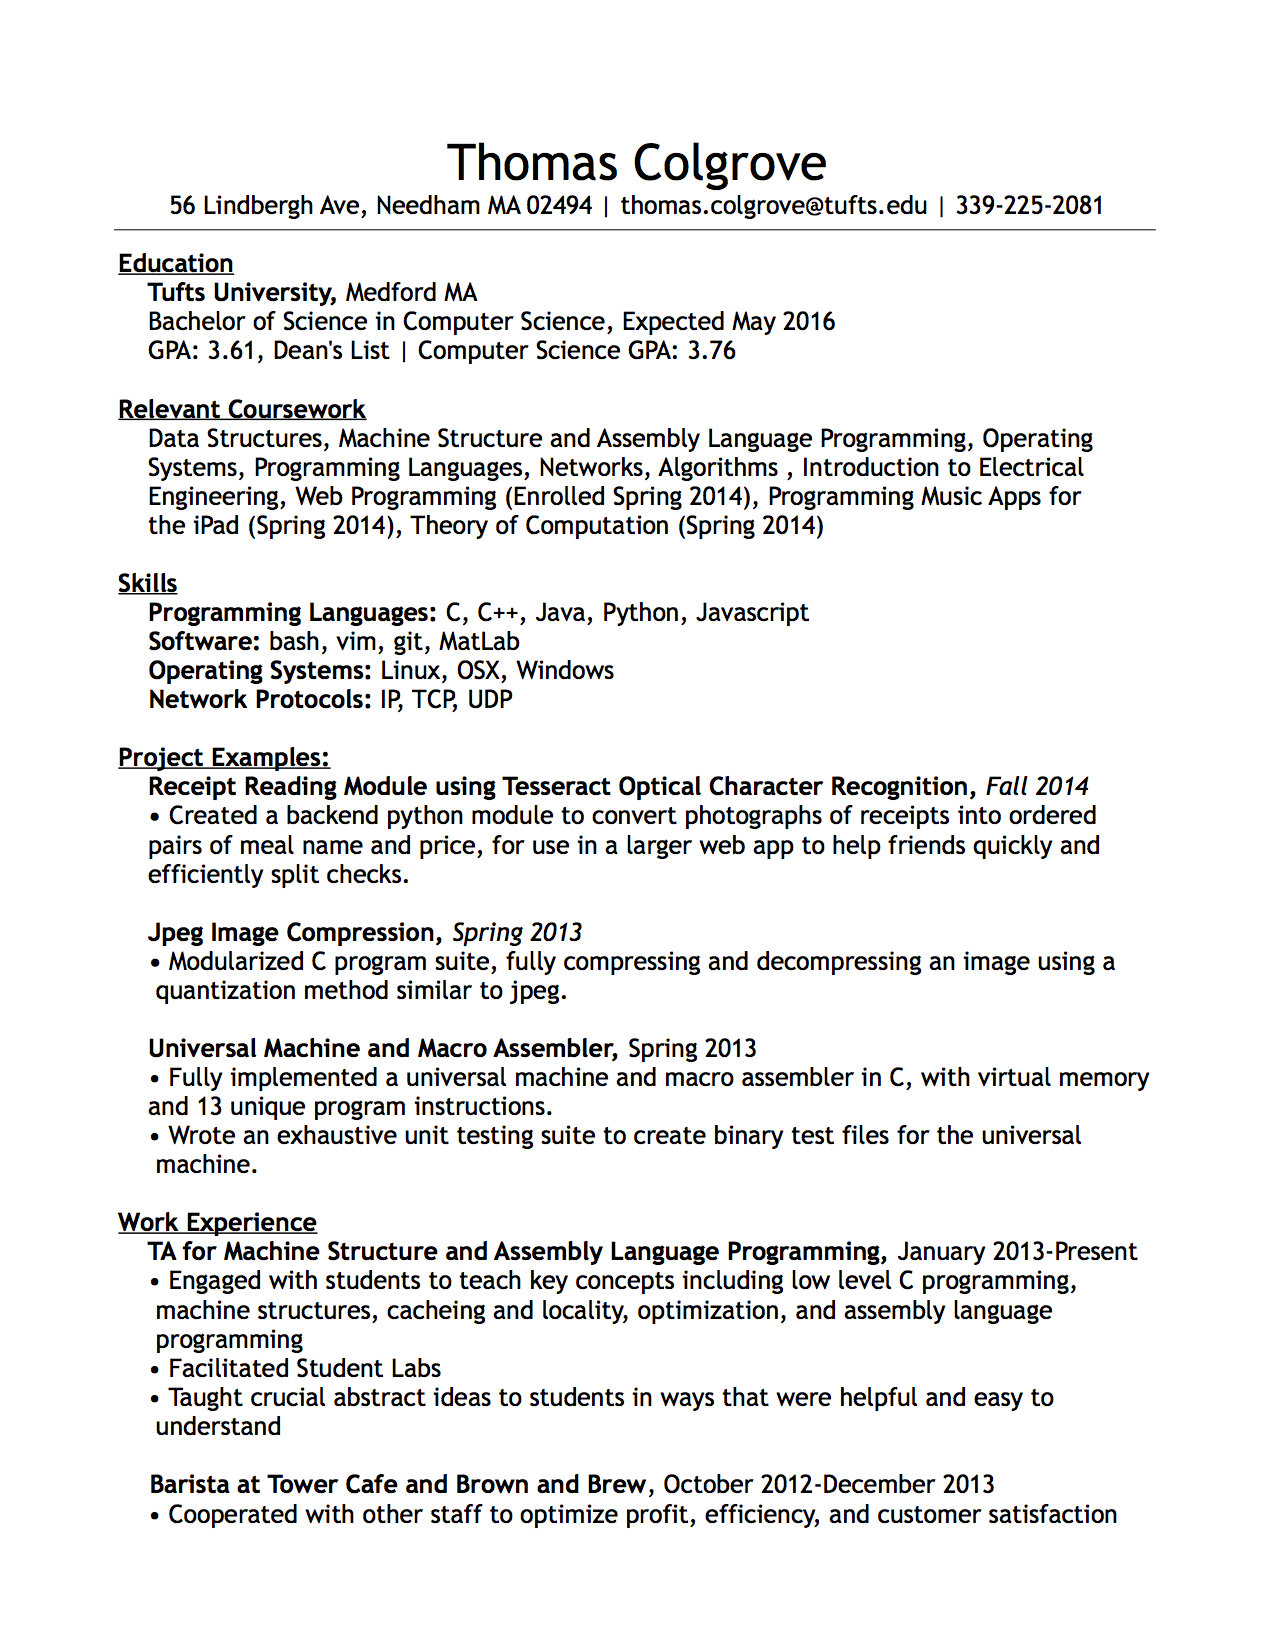 Thomas Colgrove
56 Lindbergh Ave, Needham MA 02494 | thomas.colgrove@tufts.edu | 339-225-2081
Education
Tufts University, Medford MA
Bachelor of Science in Computer Science, Expected May 2016
GPA: 3.61, Dean's List | Computer Science GPA: 3.76
Relevant Coursework
Data Structures, Machine Structure and Assembly Language Programming, Operating
Systems, Programming Languages, Networks, Algorithms , Introduction to Electrical
Engineering, Web Programming (Enrolled Spring 2014), Programming Music Apps for
the iPad (Spring 2014), Theory of Computation (Spring 2014)
Skills
Programming Languages: C, C++, Java, Python, Javascript
Software: bash, vim, git, MatLab
Operating Systems: Linux, OSX, Windows
Network Protocols: IP, TCP, UDP
Project Examples:
Receipt Reading Module using Tesseract Optical Character Recognition, Fall 2014
• Created a backend python module to convert photographs of receipts into ordered
pairs of meal name and price, for use in a larger web app to help friends quickly and
efficiently split checks.
Jpeg Image Compression, Spring 2013
• Modularized C program suite, fully compressing and decompressing an image using a
quantization method similar to jpeg.
Universal Machine and Macro Assembler, Spring 2013
• Fully implemented a universal machine and macro assembler in C, with virtual memory
and 13 unique program instructions.
• Wrote an exhaustive unit testing suite to create binary test files for the universal
machine.
Work Experience
TA for Machine Structure and Assembly Language Programming, January 2013-Present
• Engaged with students to teach key concepts including low level C programming,
machine structures, cacheing and locality, optimization, and assembly language
programming
• Facilitated Student Labs
• Taught crucial abstract ideas to students in ways that were helpful and easy to
understand
Barista at Tower Cafe and Brown and Brew, October 2012-December 2013
• Cooperated with other staff to optimize profit, efficiency, and customer satisfaction